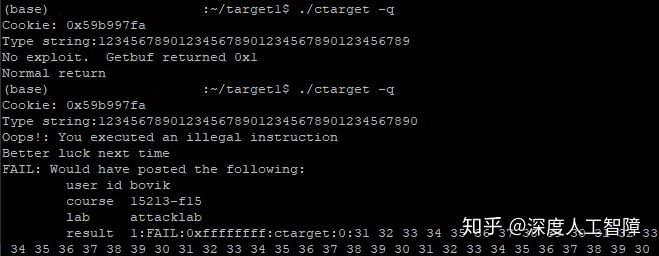 (base) :~/target1$ ./ctarget -q
Cookie: 0x59b997fa
Type string:123456789012345678901234567890123456789
No exploit.  Getbuf returned 0x1
Normal return
(base) :~/target1$ ./ctarget -q
Cookie: 0x59b997fa
Type string:1234567890123456789012345678901234567890
Oops!: You executed an illegal instruction
Better luck next time
FAIL: Would have posted the following:
user id bovik
course 15213-f15
lab attacklab
result 1:FAIL:0xffffffff:ctarget:0:31 32 33 34 35 36 37 38 39 30 31 32 33
34 35 36 37 38 39 30 31 32 33 34 35 36 37 38 39 30 31 32 33 34 35 36 37 38 39 30
知乎 @深度人工智障